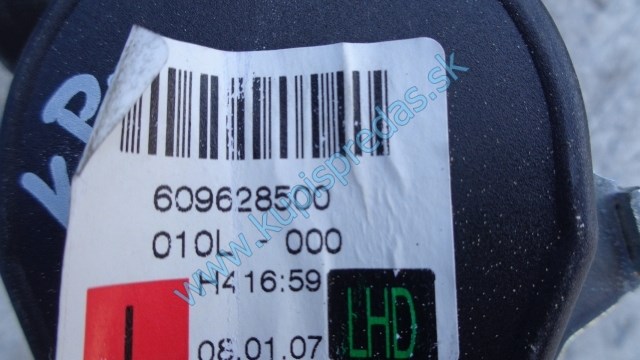 609628500
010L - 000
H416:59
L
08.01.07
LHD
www.kupispredas.sk